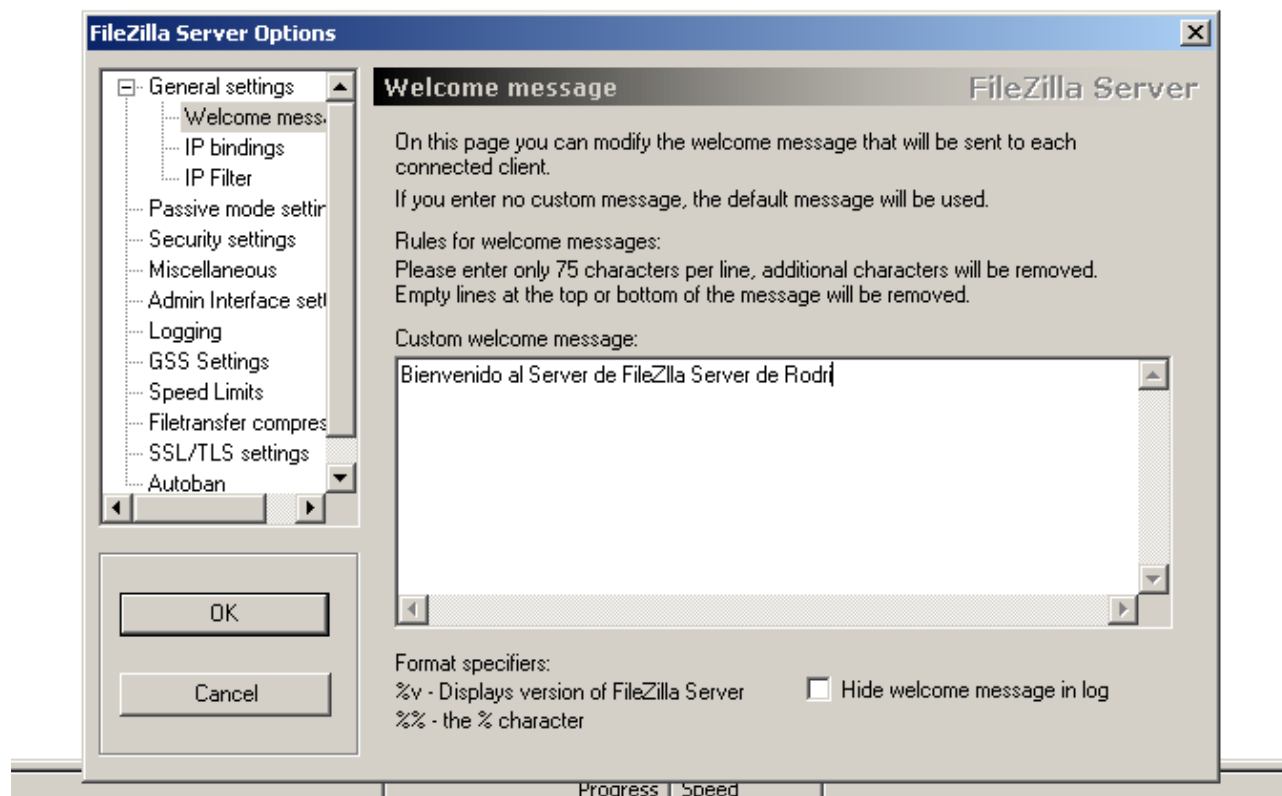 FileZilla Server Options
General settings
Welcome mess
IP bindings
IP Filter
Passive mode settin
Security settings
Miscellaneous
Admin Interface sett
Logging
GSS Settings
Speed Limits
Filetransfer compres
SSL/TLS settings
Autoban
OK
Cancel
Welcome message
FileZilla Server
On this page you can modify the welcome message that will be sent to each
connected client.
If you enter no custom message, the default message will be used.
Rules for welcome messages:
Please enter only 75 characters per line, additional characters will be removed.
Empty lines at the top or bottom of the message will be removed.
Custom welcome message:
Bienvenido al Server de FileZlla Server de Rodri
Format specifiers:
%v - Displays version of FileZilla Server
%% - the % character
Hide welcome message in log
Progress Speed